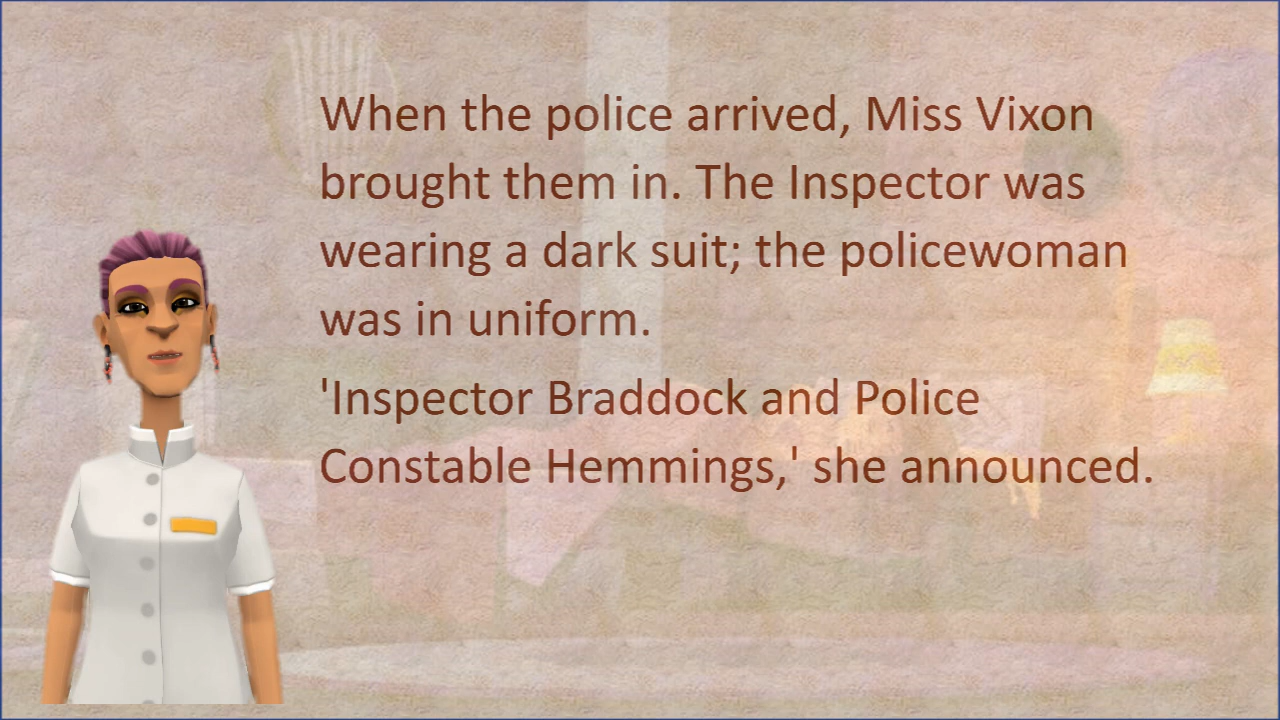 When the police arrived, Miss Vixon
brought them in. The Inspector was
wearing a dark suit; the policewoman
was in uniform.
'Inspector Braddock and Police
Constable Hemmings,' she announced.